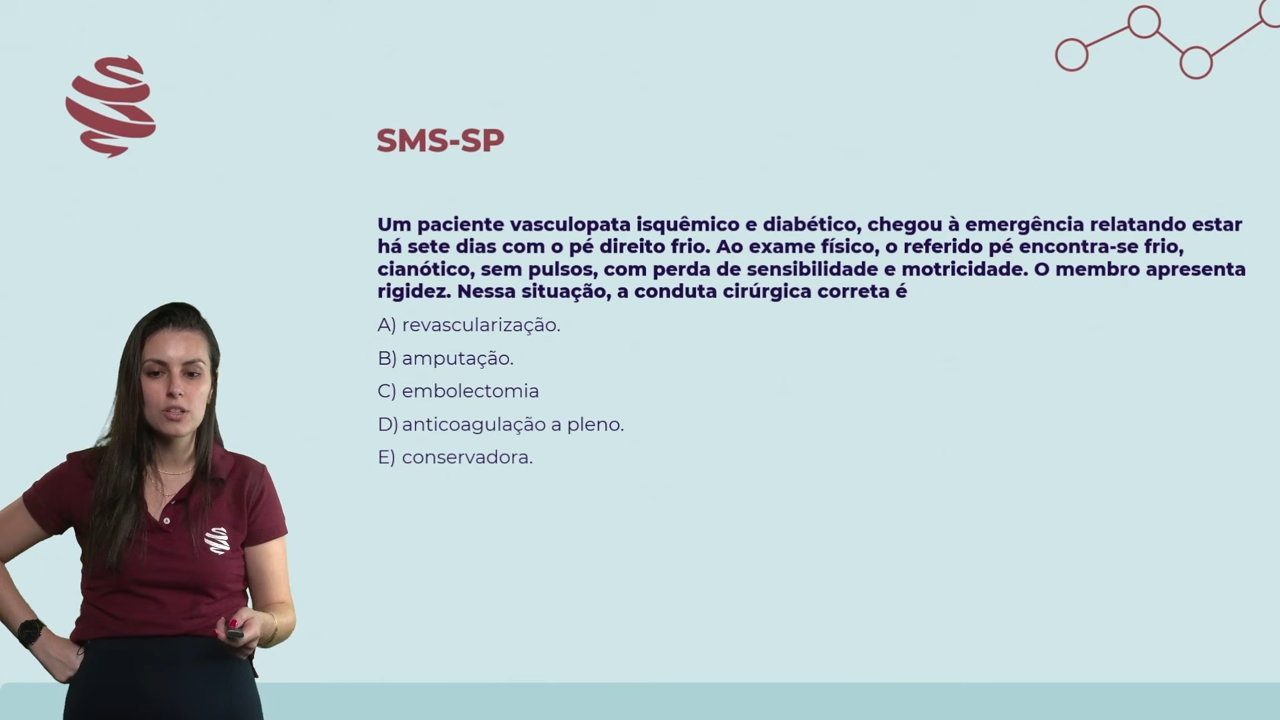 SMS-SP
Um paciente vasculopata isquêmico e diabético, chegou à emergência relatando estar
há sete dias com o pé direito frio. Ao exame físico, o referido pé encontra-se frio,
cianótico, sem pulsos, com perda de sensibilidade e motricidade. O membro apresenta
rigidez. Nessa situação, a conduta cirúrgica correta é
A) revascularização.
B) amputação.
C) embolectomia
D) anticoagulação a pleno.
E) conservadora.